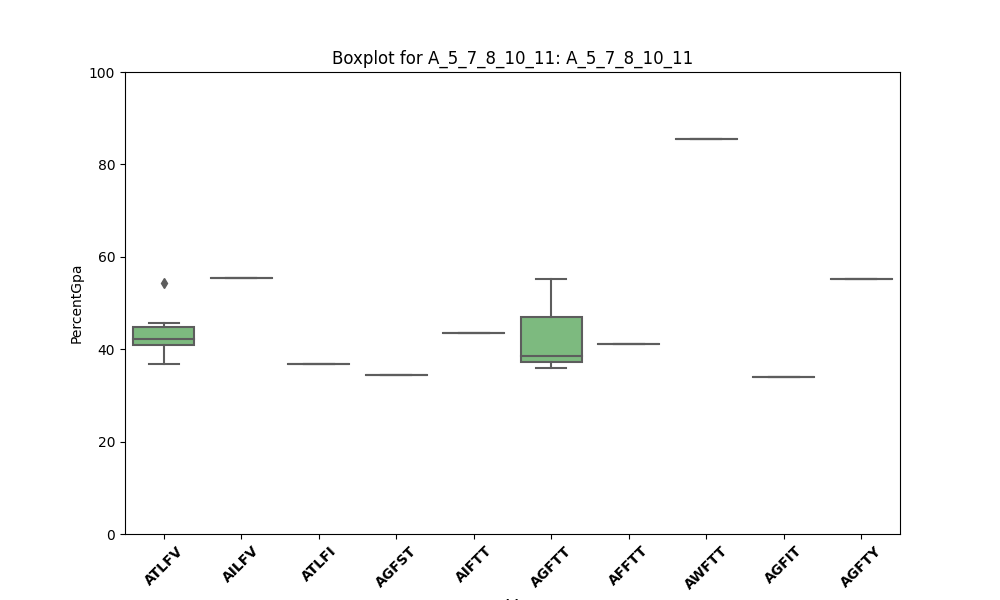 Boxplot for A_5_7_8_10_11: A_5_7_8_10_11
100
80
60
40
20
0
PercentGpa
ATLFV
AILFV
ATLFI
AGFST
AIFTT
AGFTT
AFFTT
AWFTT
AGFIT
AGFTY